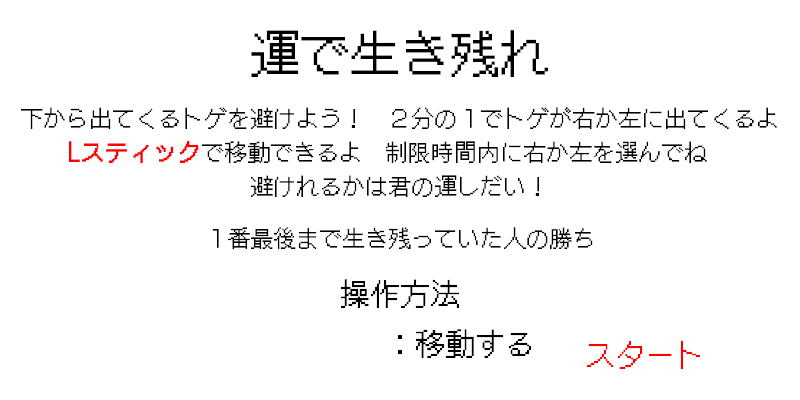 運で生き残れ
下から出てくるトゲを避けよう！　２分の１でトゲが右か左に出てくるよ
Lスティックで移動できるよ　制限時間内に右か左を選んでね
避けれるかは君の運しだい！
１番最後まで生き残っていた人の勝ち
操作方法
：移動する
スタート